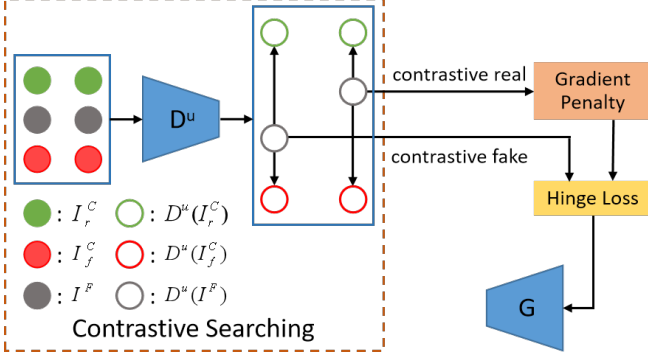 contrastive real
Gradient
Penalty
D^u
contrastive fake
Hinge Loss
: I_r^C : D^u(I_r^C)
: I_f^C : D^u(I_f^C)
: I^F : D^u(I^F)
G
Contrastive Searching